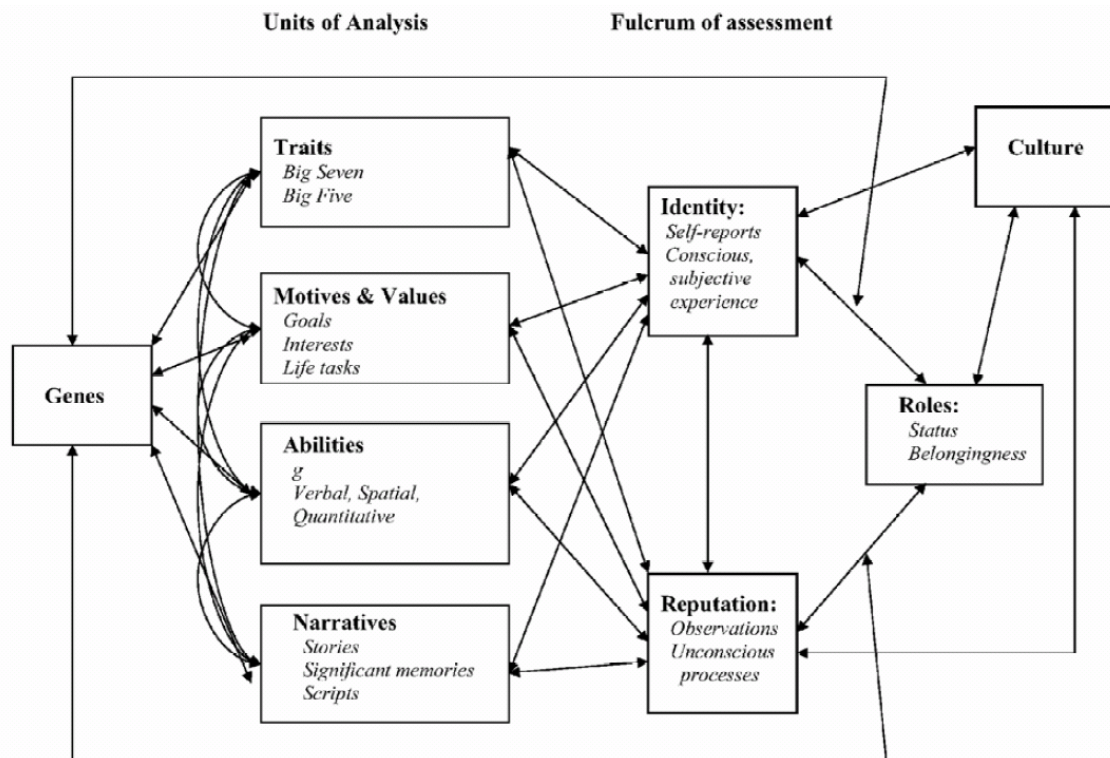 Units of Analysis
Fulcrum of assessment
Traits
Big Seven
Big Five
Motives & Values
Goals
Interests
Life tasks
Genes
Abilities
g
Verbal, Spatial,
Quantitative
Narratives
Stories
Significant memories
Scripts
Identity:
Self-reports
Conscious,
subjective
experience
Reputation:
Observations
Unconscious
processes
Culture
Roles:
Status
Belongingness